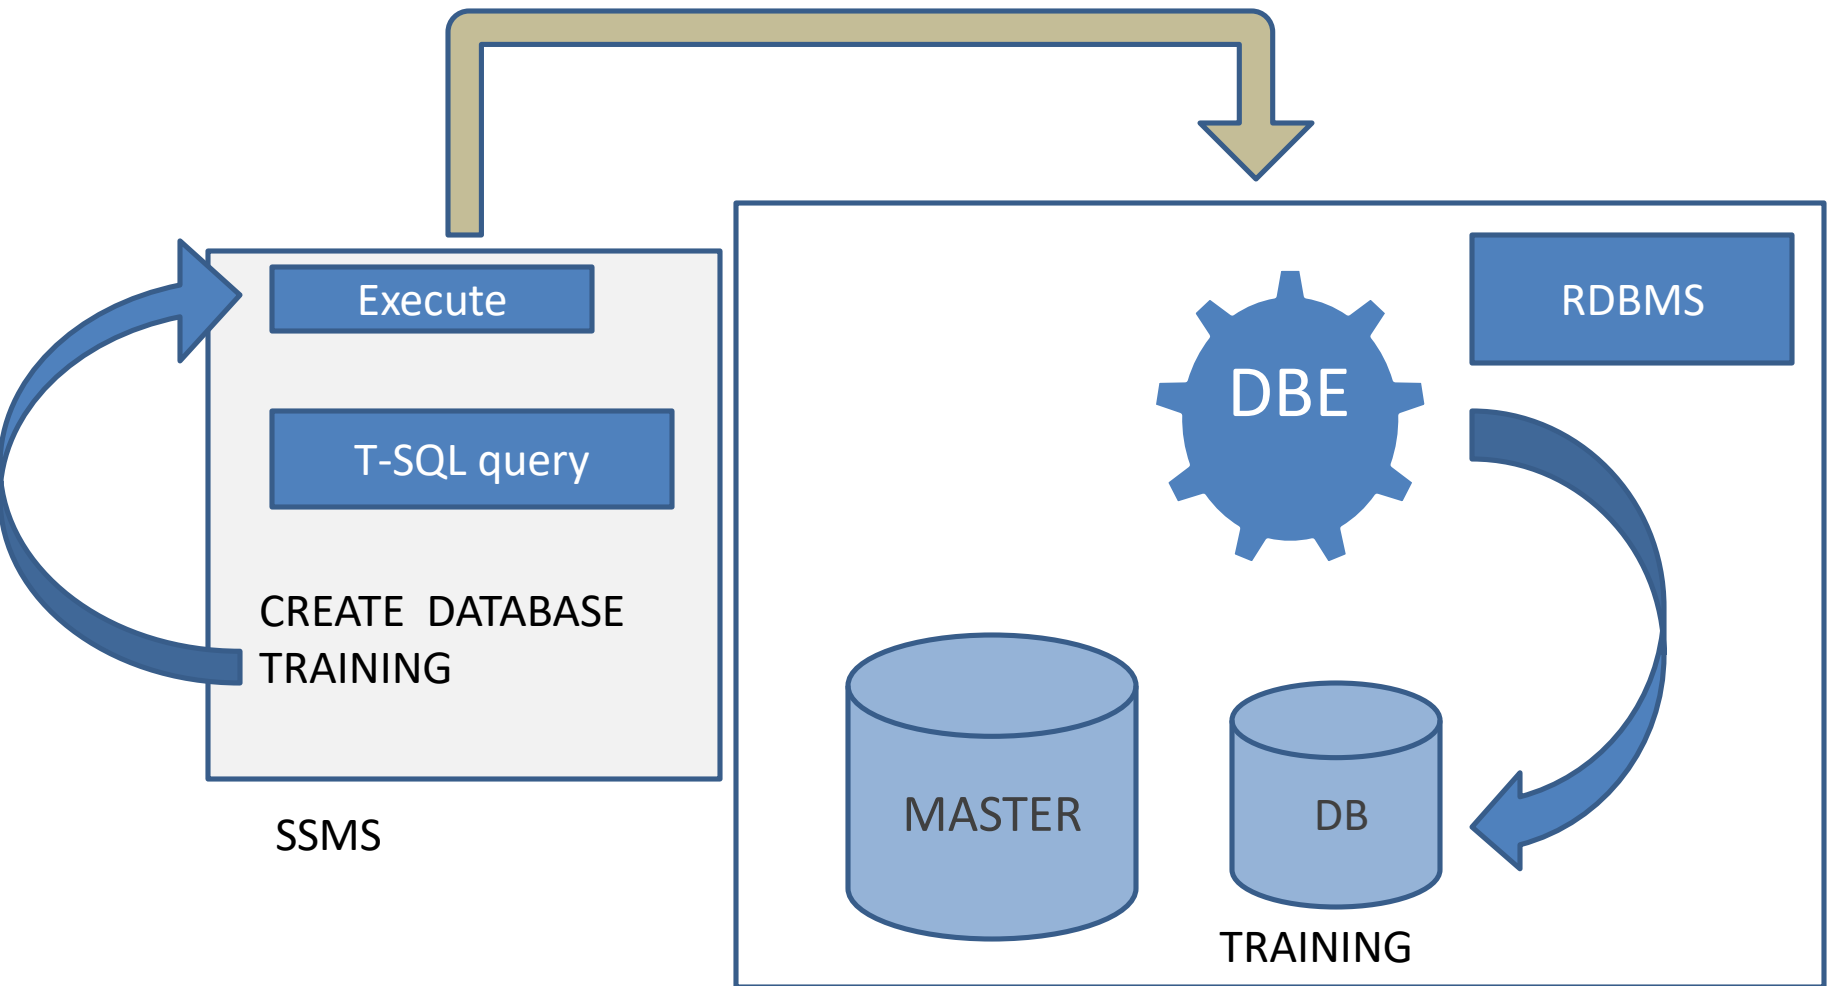 Execute
T-SQL query
CREATE  DATABASE
TRAINING
SSMS
RDBMS
DBE
MASTER
DB
TRAINING